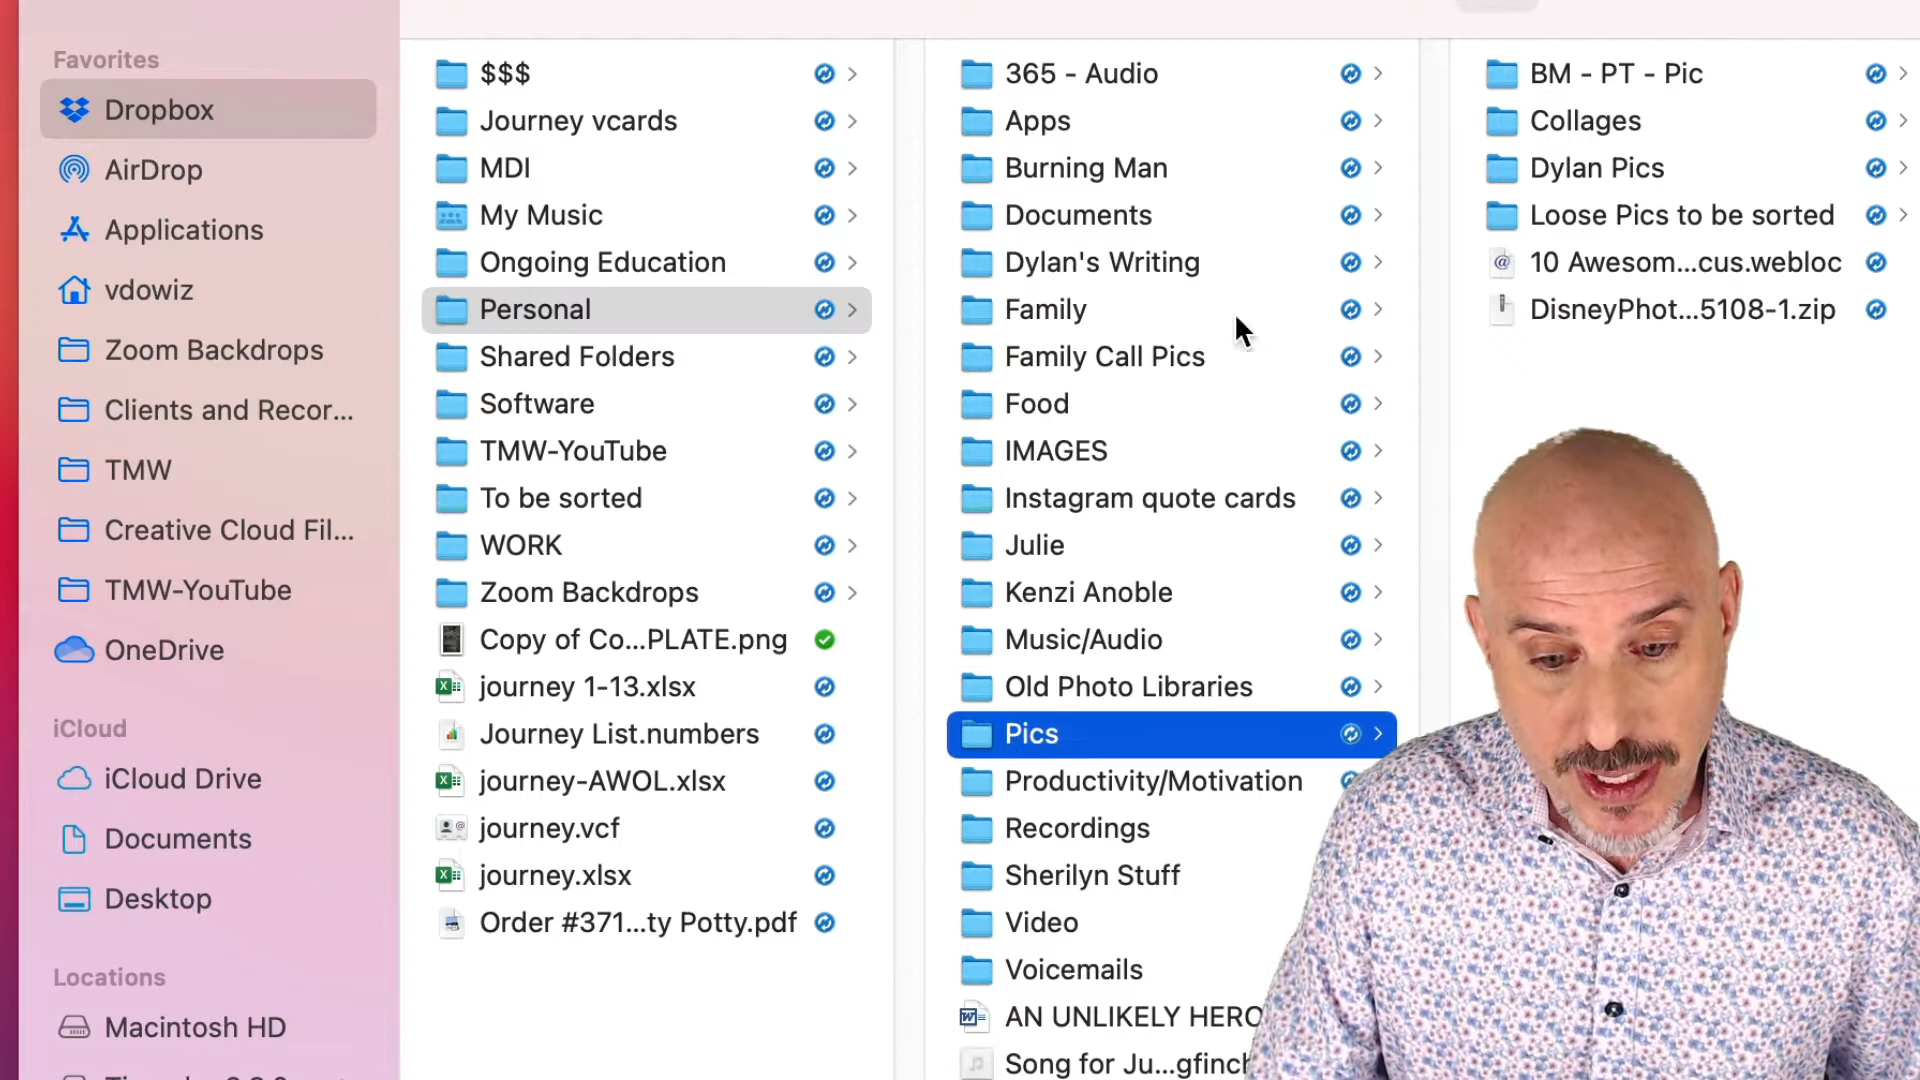 Favorites
Dropbox
AirDrop
Applications
vdowiz
Zoom Backdrops
Clients and Recor...
TMW
Creative Cloud Fil...
TMW-YouTube
OneDrive
iCloud
iCloud Drive
Documents
Desktop
Locations
Macintosh HD
$$$
Journey vcards
MDI
My Music
Ongoing Education
Personal
Shared Folders
Software
TMW-YouTube
To be sorted
WORK
Zoom Backdrops
Copy of Co...PLATE.png
journey 1-13.xlsx
Journey List.numbers
journey-AWOL.xlsx
journey.vcf
journey.xlsx
Order #371...ty Potty.pdf
365 - Audio
Apps
Burning Man
Documents
Dylan's Writing
Family
Family Call Pics
Food
IMAGES
Instagram quote cards
Julie
Kenzi Anoble
Music/Audio
Old Photo Libraries
Pics
Productivity/Motivation
Recordings
Sherilyn Stuff
Video
Voicemails
AN UNLIKELY HERO
Song for Ju...gfinch
BM - PT - Pic
Collages
Dylan Pics
Loose Pics to be sorted
10 Awesom...cus.webloc
DisneyPhot...5108-1.zip